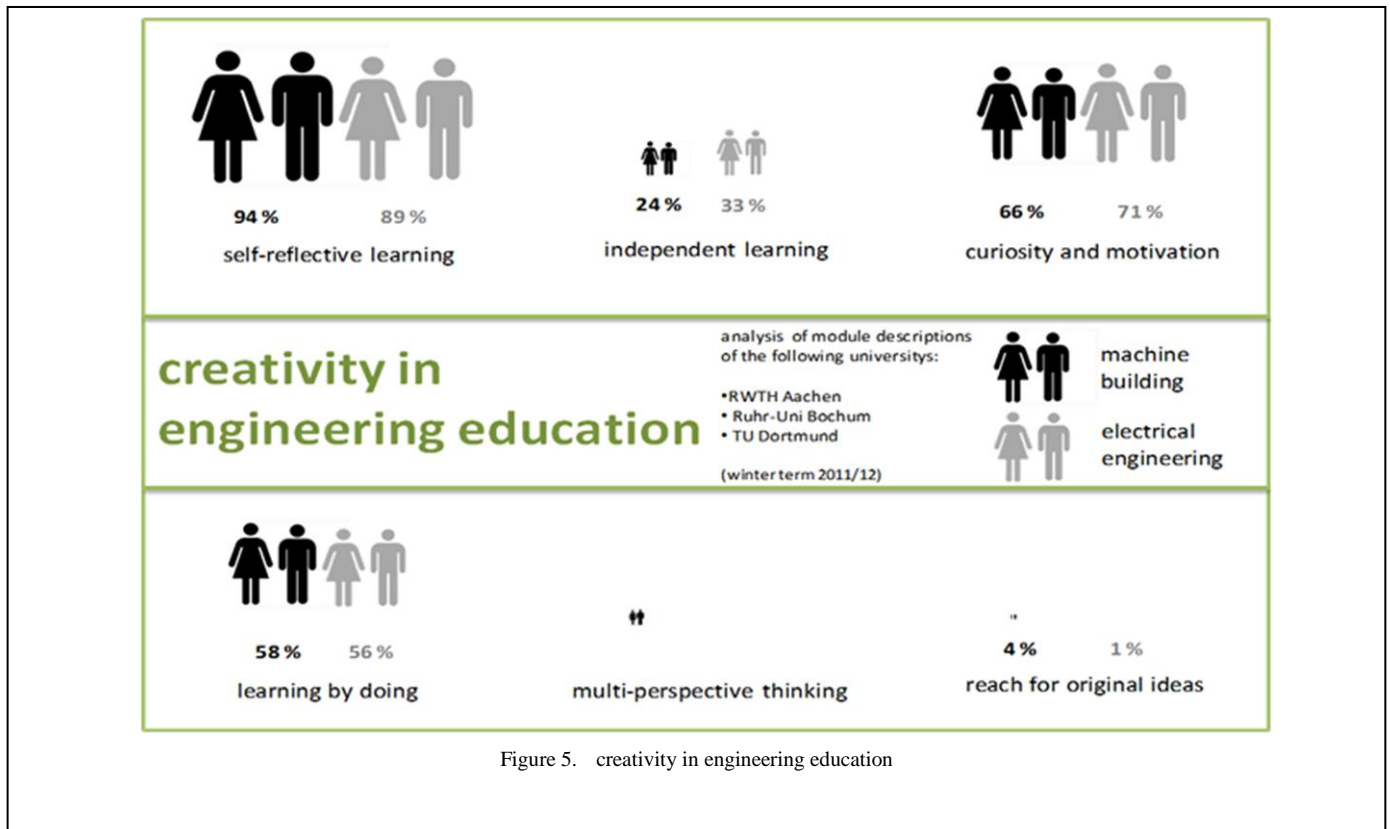 94 %
89 %
self-reflective learning
24 %
33 %
independent learning
66 %
71 %
curiosity and motivation
creativity in
engineering education
analysis of module descriptions
of the following universitys:
•RWTH Aachen
• Ruhr-Uni Bochum
• TU Dortmund
(winter term 2011/12)
machine
building
electrical
engineering
58 %
56 %
learning by doing
multi-perspective thinking
4 %
1 %
reach for original ideas
Figure 5. creativity in engineering education